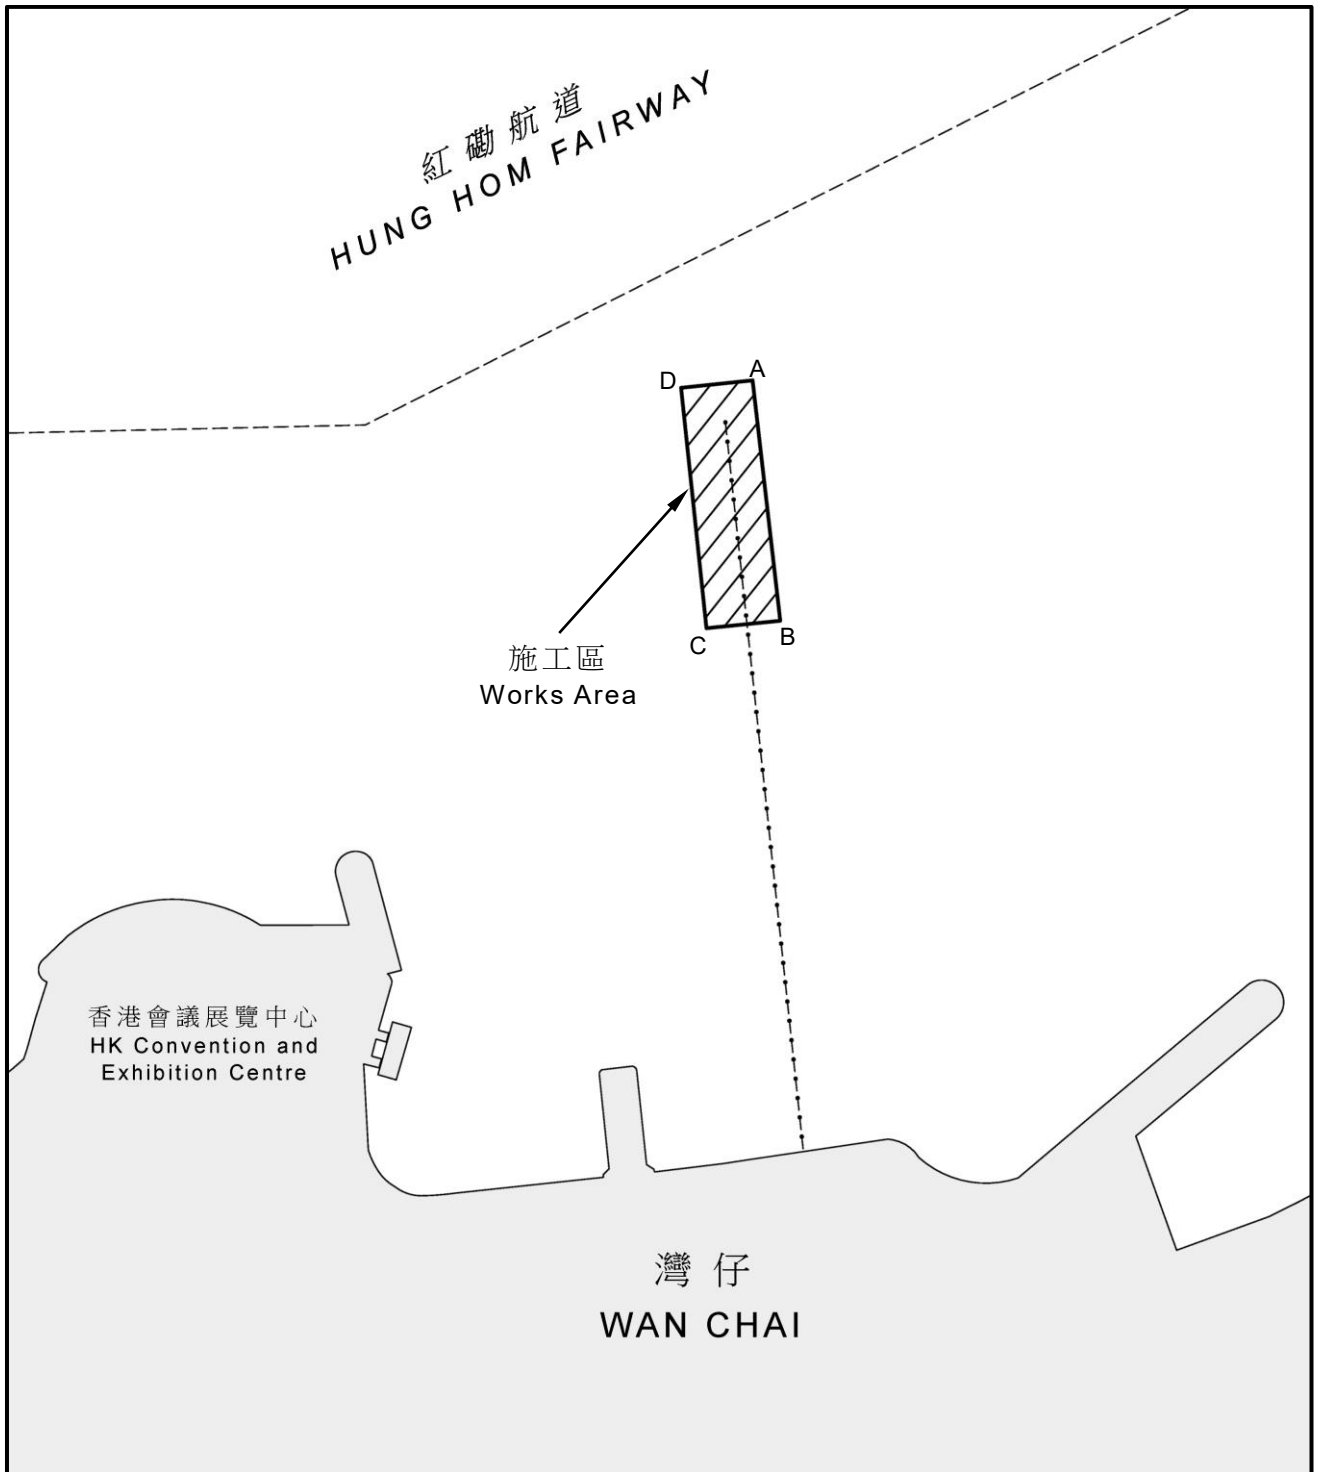 紅磡航道
HUNG HOM FAIRWAY
D
A
C
B
施工區
Works Area
香港會議展覽中心
HK Convention and
Exhibition Centre
灣仔
WAN CHAI